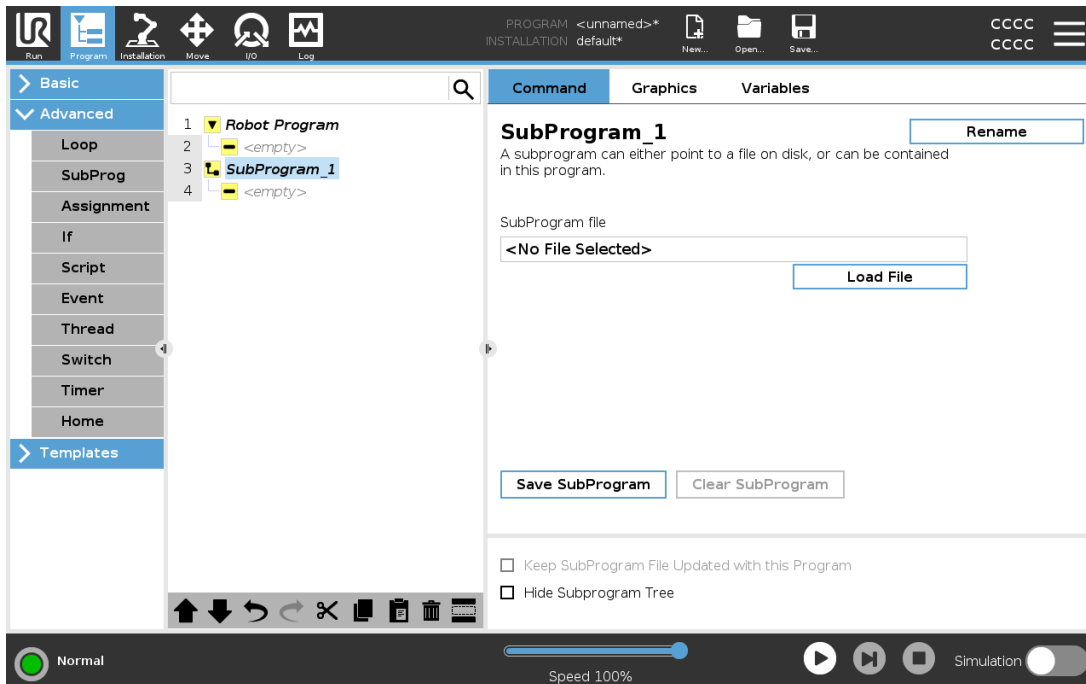 PROGRAM <unnamed>*
INSTALLATION default*
CCCC
CCCC
UR
Run
Program
Installation
Move
I/O
Log
New...
Open...
Save...
Basic
Advanced
Loop
SubProg
Assignment
If
Script
Event
Thread
Switch
Timer
Home
Templates
1 Robot Program
2 <empty>
3 SubProgram_1
4 <empty>
Command Graphics Variables
SubProgram_1
Rename
A subprogram can either point to a file on disk, or can be contained
in this program.
SubProgram file
<No File Selected>
Load File
Save SubProgram
Clear SubProgram
Keep SubProgram File Updated with this Program
Hide Subprogram Tree
Normal
Speed 100%
Simulation